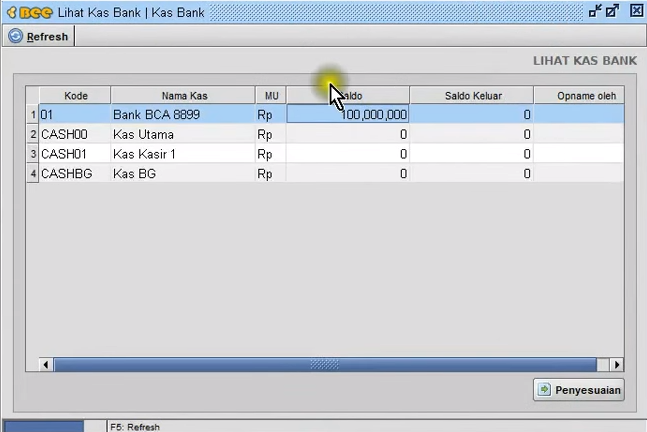 Bee Lihat Kas Bank | Kas Bank
Refresh
LIHAT KAS BANK
Kode Nama Kas MU Saldo Keluar Opname oleh
1 01 Bank BCA 8899 Rp 100,000,000 0
2 CASH00 Kas Utama Rp 0 0
3 CASH01 Kas Kasir 1 Rp 0 0
4 CASHBG Kas BG Rp 0 0
Penyesuaian
F5: Refresh